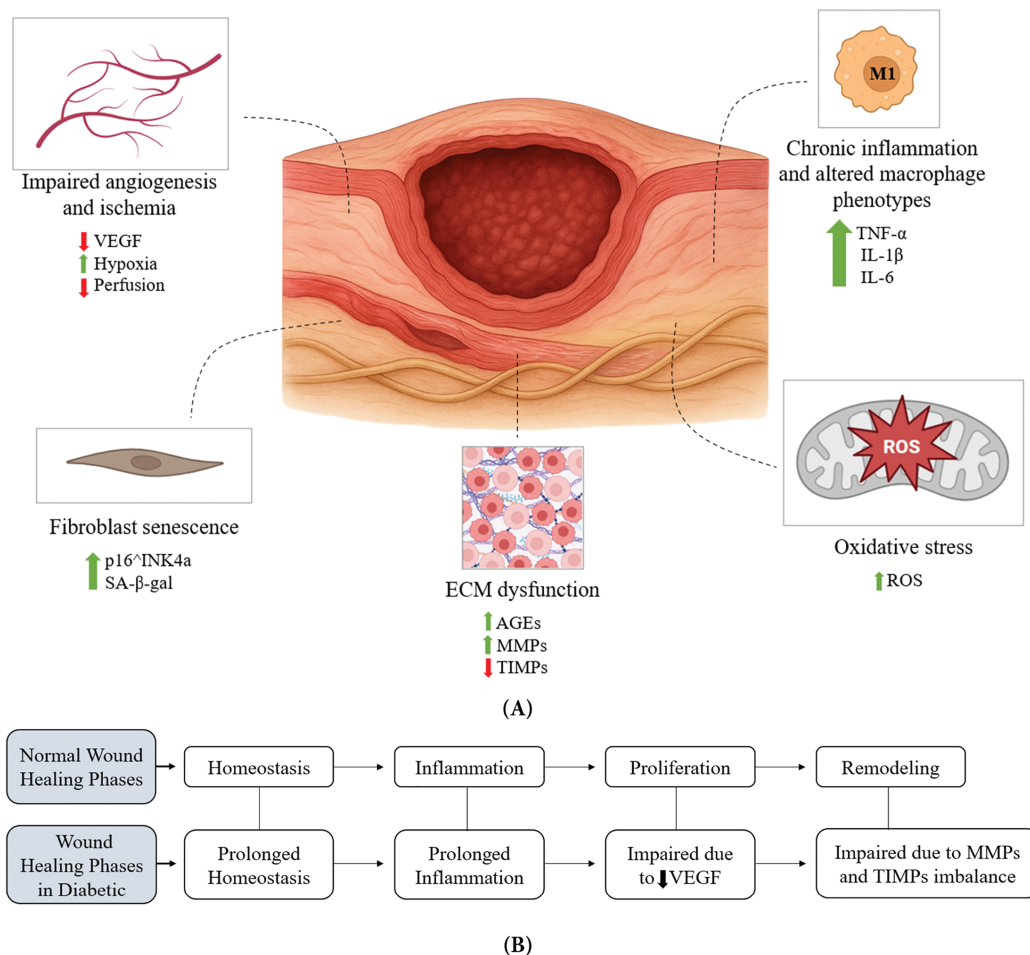 Impaired angiogenesis
and ischemia
⬇ VEGF
⬆ Hypoxia
⬇ Perfusion
M1
Chronic inflammation
and altered macrophage
phenotypes
⬆ TNF-α
IL-1β
IL-6
Fibroblast senescence
⬆ p16^INK4a
SA-β-gal
ECM dysfunction
⬆ AGEs
⬆ MMPs
⬇ TIMPs
ROS
Oxidative stress
⬆ ROS
(A)
Normal Wound
Healing Phases
Homeostasis
Inflammation
Proliferation
Remodeling
Wound
Healing Phases
in Diabetic
Prolonged
Homeostasis
Prolonged
Inflammation
Impaired due
to ⬇VEGF
Impaired due to MMPs
and TIMPs imbalance
(B)